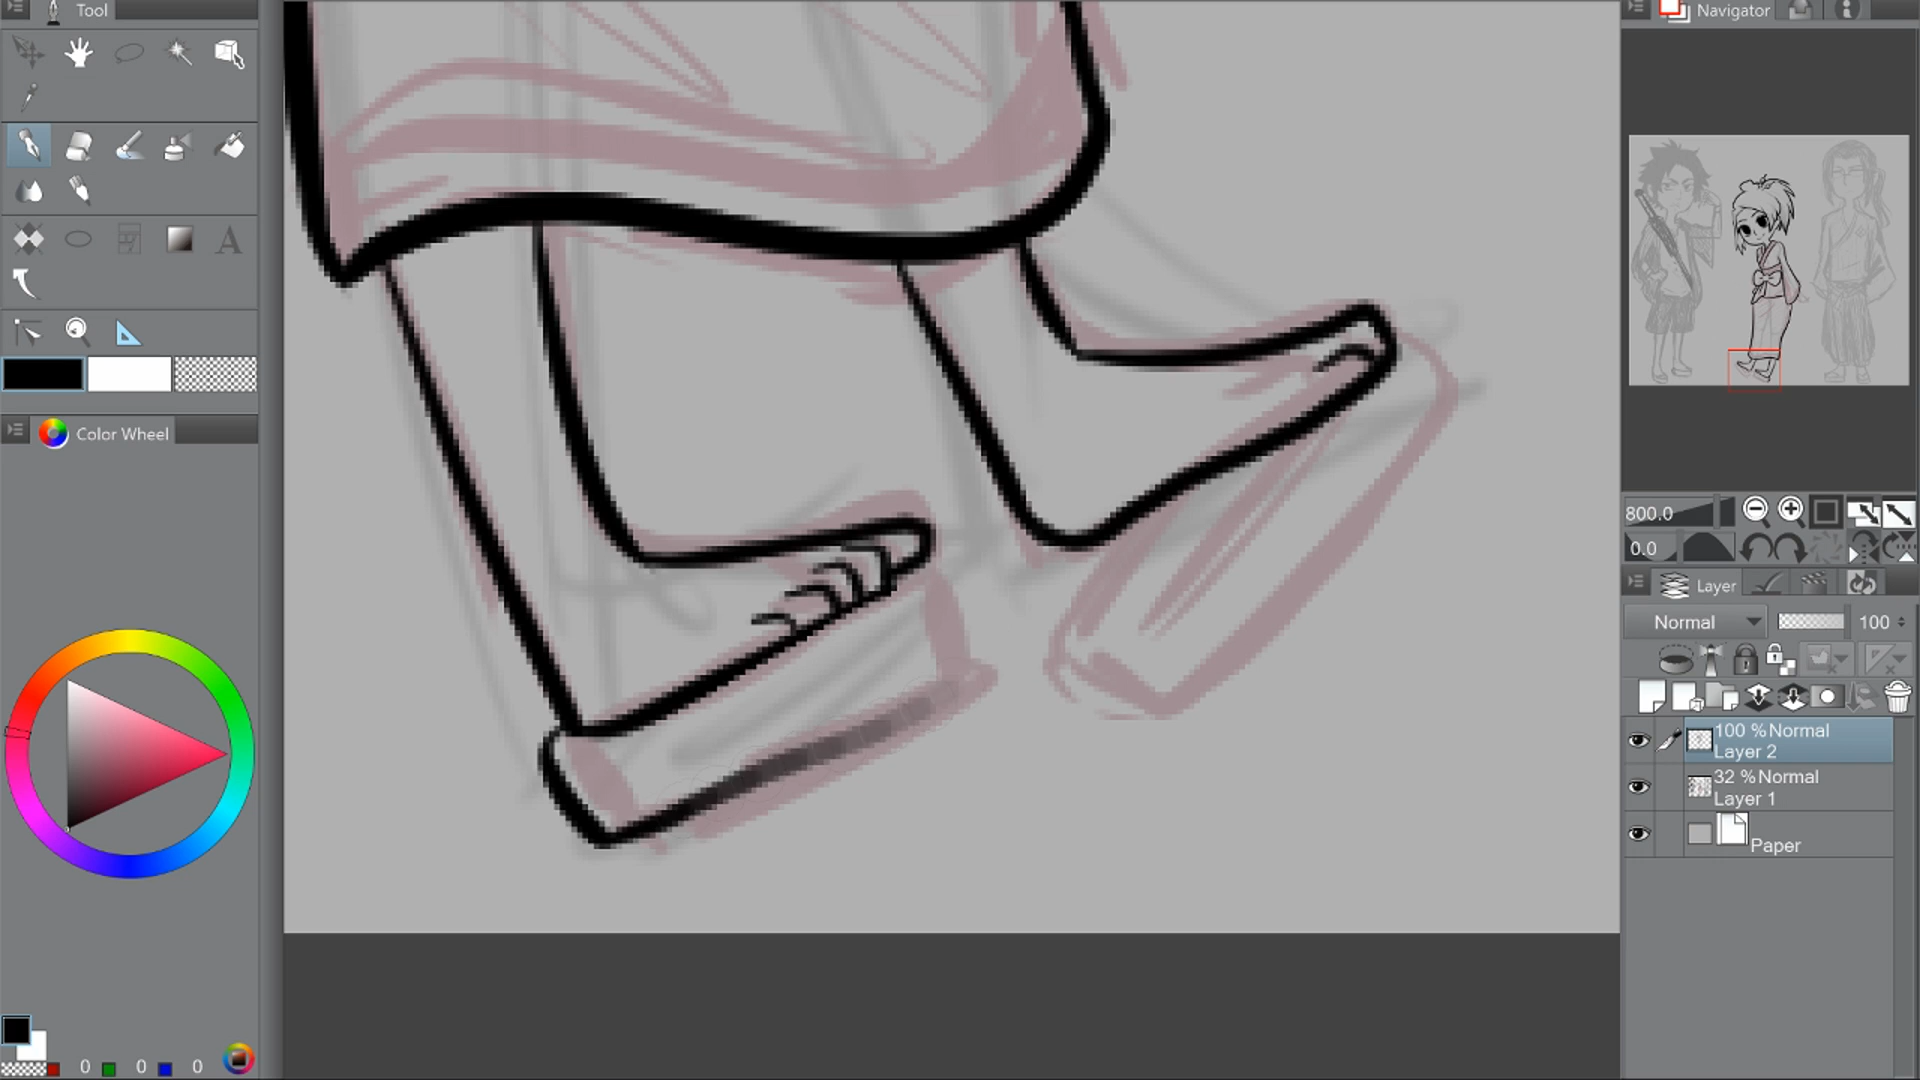 Tool
Navigator
Color Wheel
800.0
0.0
Layer
Normal
100
100 %Normal
Layer 2
32 %Normal
Layer 1
Paper
0
0
0